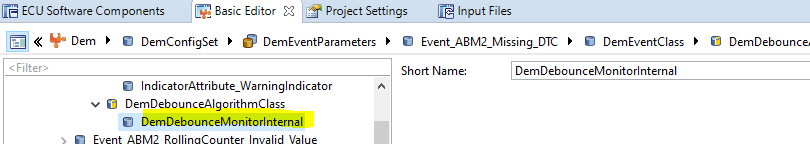 ECU Software Components Basic Editor Project Settings Input Files
« Dem DemConfigSet DemEventParameters Event_ABM2_Missing_DTC DemEventClass DemDebounceA
<Filter>
Short Name: DemDebounceMonitorInternal
IndicatorAttribute_WarningIndicator
DemDebounceAlgorithmClass
DemDebounceMonitorInternal
Event_ABM2_RollingCounter_Invalid_Value